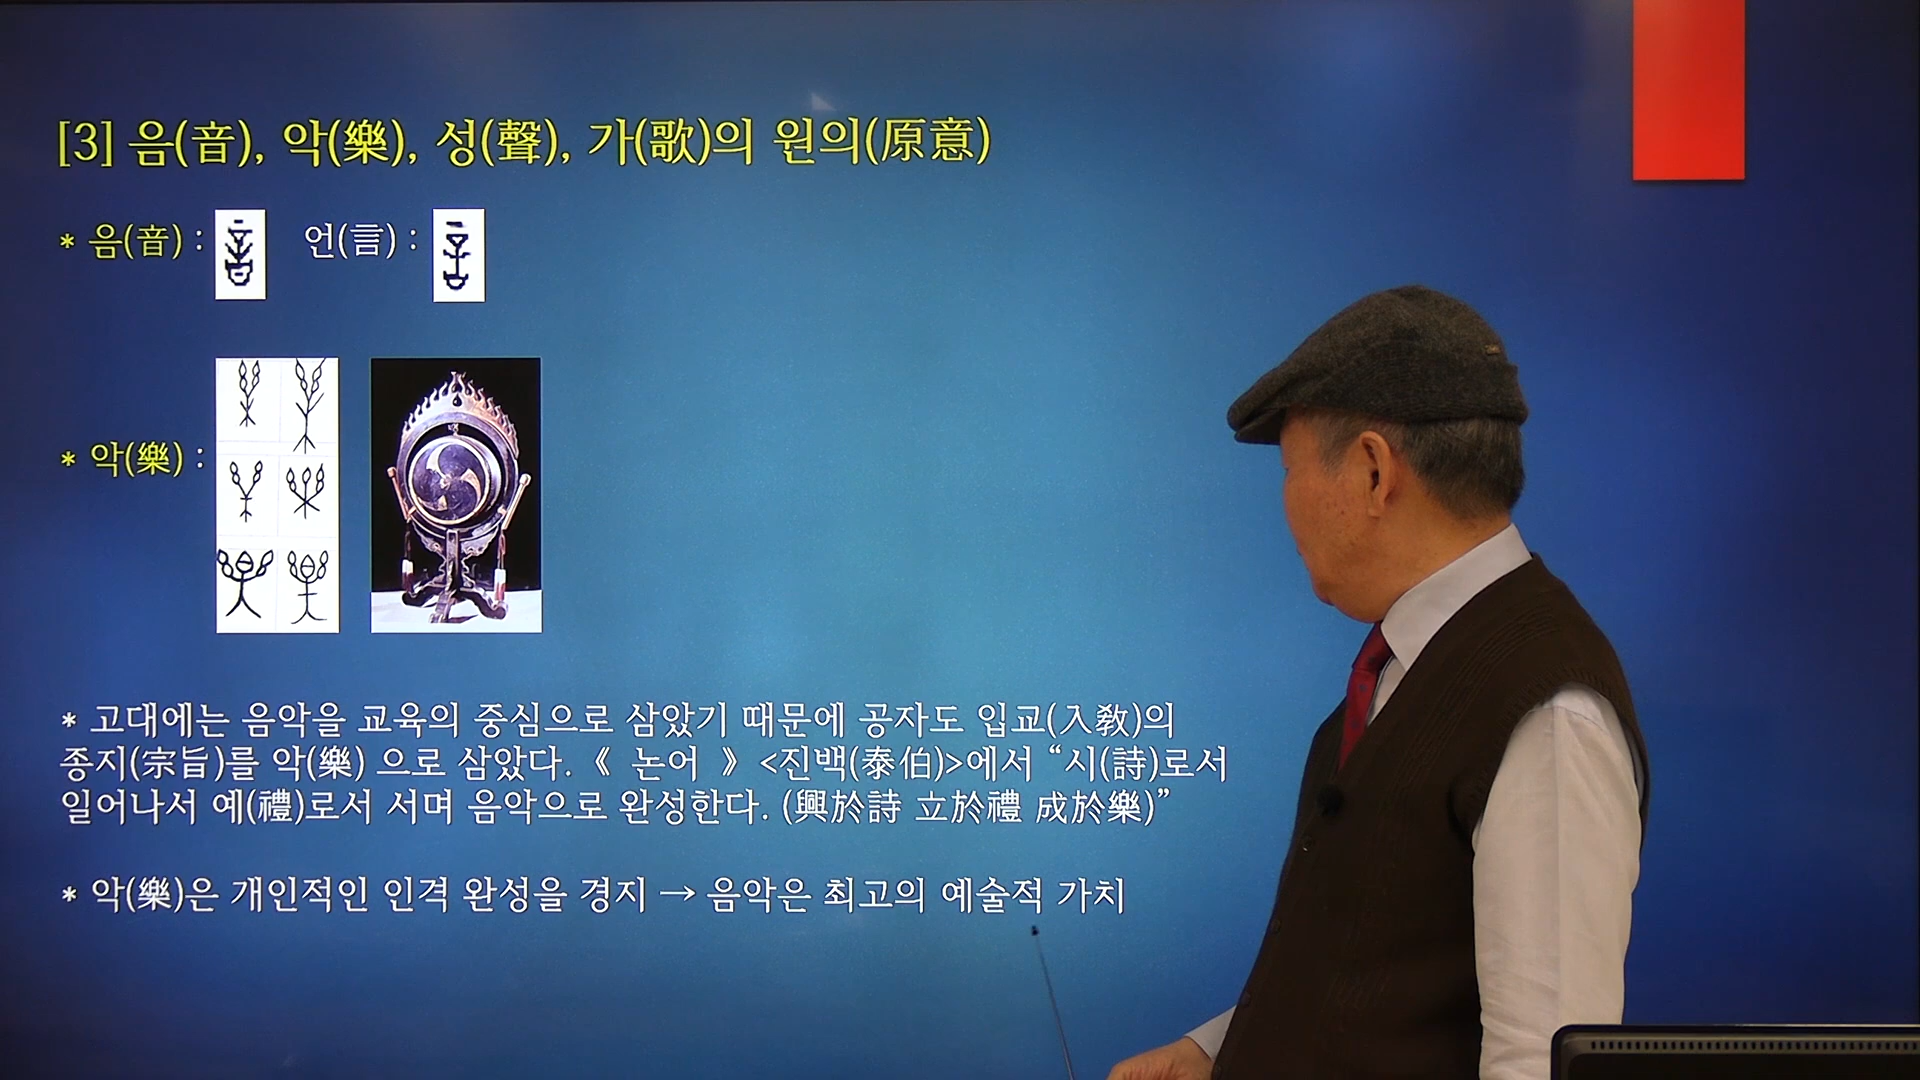 [3] 음(音), 악(樂), 성(聲), 가(歌)의 원의(原意)
* 음(音) : 언(言) :
* 악(樂) :
* 고대에는 음악을 교육의 중심으로 삼았기 때문에 공자도 입교(入敎)의
종지(宗旨)를 악(樂) 으로 삼았다. 《 논어 》 <진백(泰伯)>에서 “시(詩)로서
일어나서 예(禮)로서 서며 음악으로 완성한다. (興於詩 立於禮 成於樂)”
* 악(樂)은 개인적인 인격 완성을 경지 → 음악은 최고의 예술적 가치